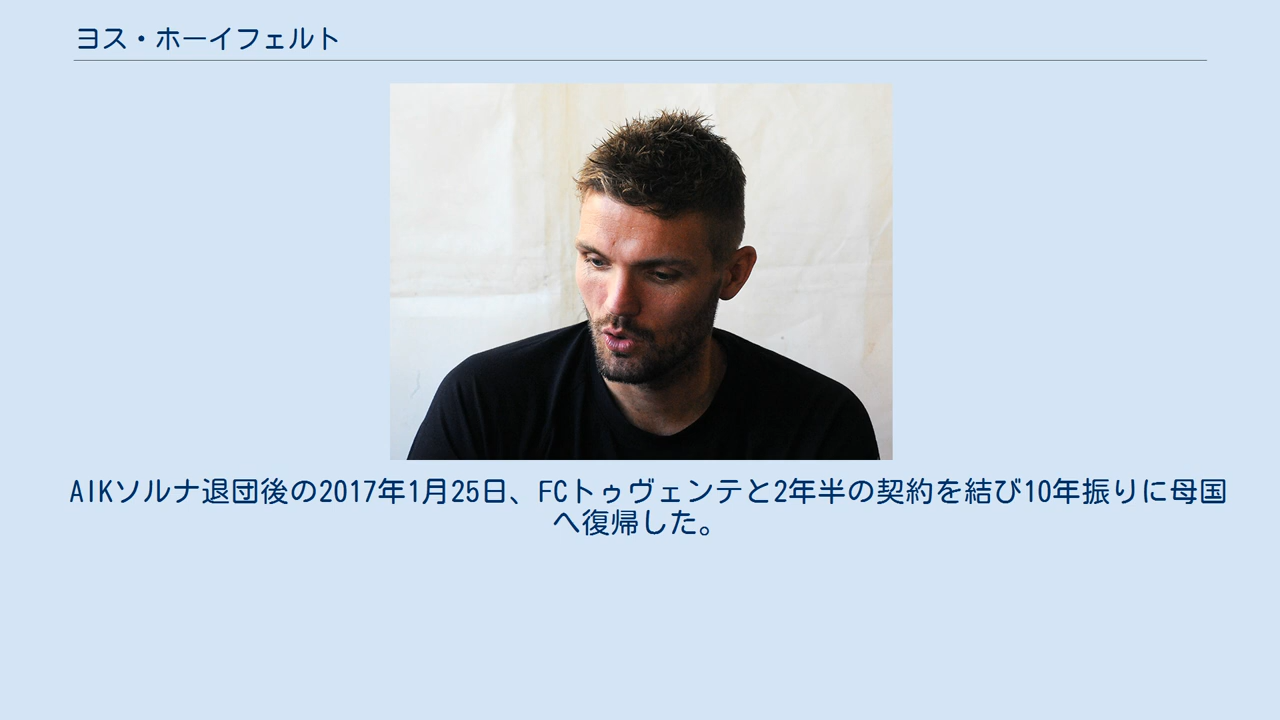 ヨス・ホーイフェルト
AIKソルナ退団後の2017年1月25日、FCトゥヴェンテと2年半の契約を結び10年振りに母国
へ復帰した。